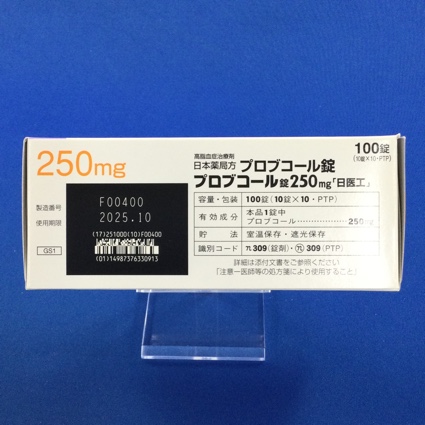 250mg
製造番号
使用期限
F00400
2025.10
(17)251000(10)F00400
(01)14987376330913
GS1
高脂血症治療剤
日本薬局方 プロブコール錠
プロブコール錠250mg「日医工」
100錠
(10錠×10・PTP)
容量・包装 100錠(10錠×10・PTP)
有効成分 本品1錠中
プロブコール 250mg
貯法 室温保存・遮光保存
識別コード 309(錠剤)・309(PTP)
詳細は添付文書をご参照ください
「注意−医師等の処方箋により使用すること」